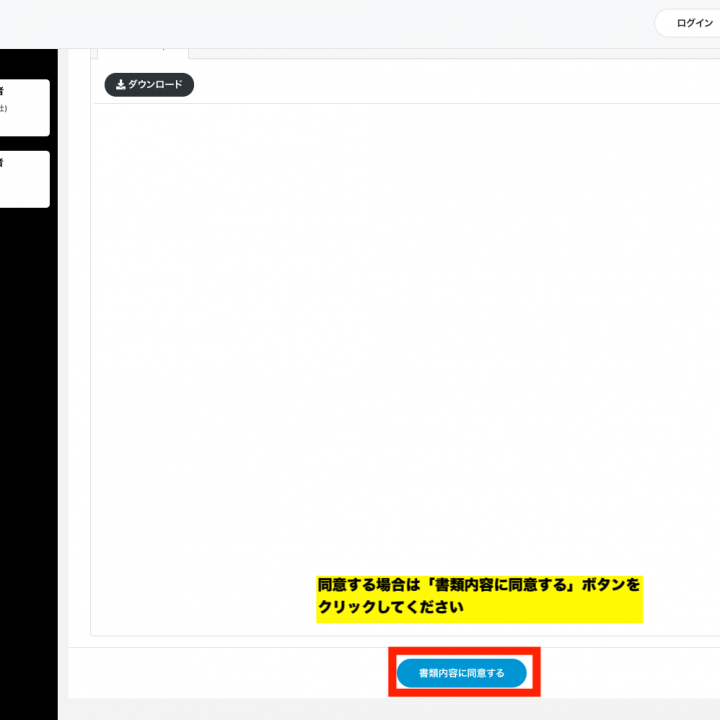 ログイン
者
社)
ダウンロード
者
同意する場合は「書類内容に同意する」ボタンを
クリックしてください
書類内容に同意する